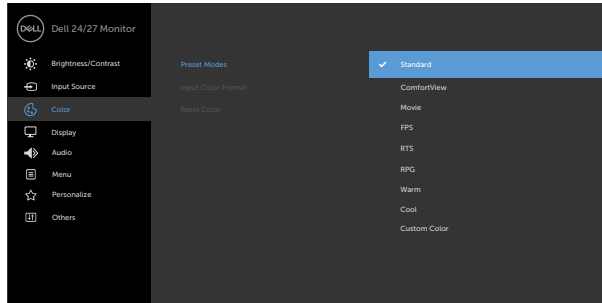 DELL
Dell 24/27 Monitor
Brightness/Contrast
Input Source
Color
Display
Audio
Menu
Personalize
Others
Preset Modes
Input Color Format
Reset Color
Standard
ComfortView
Movie
FPS
RTS
RPG
Warm
Cool
Custom Color